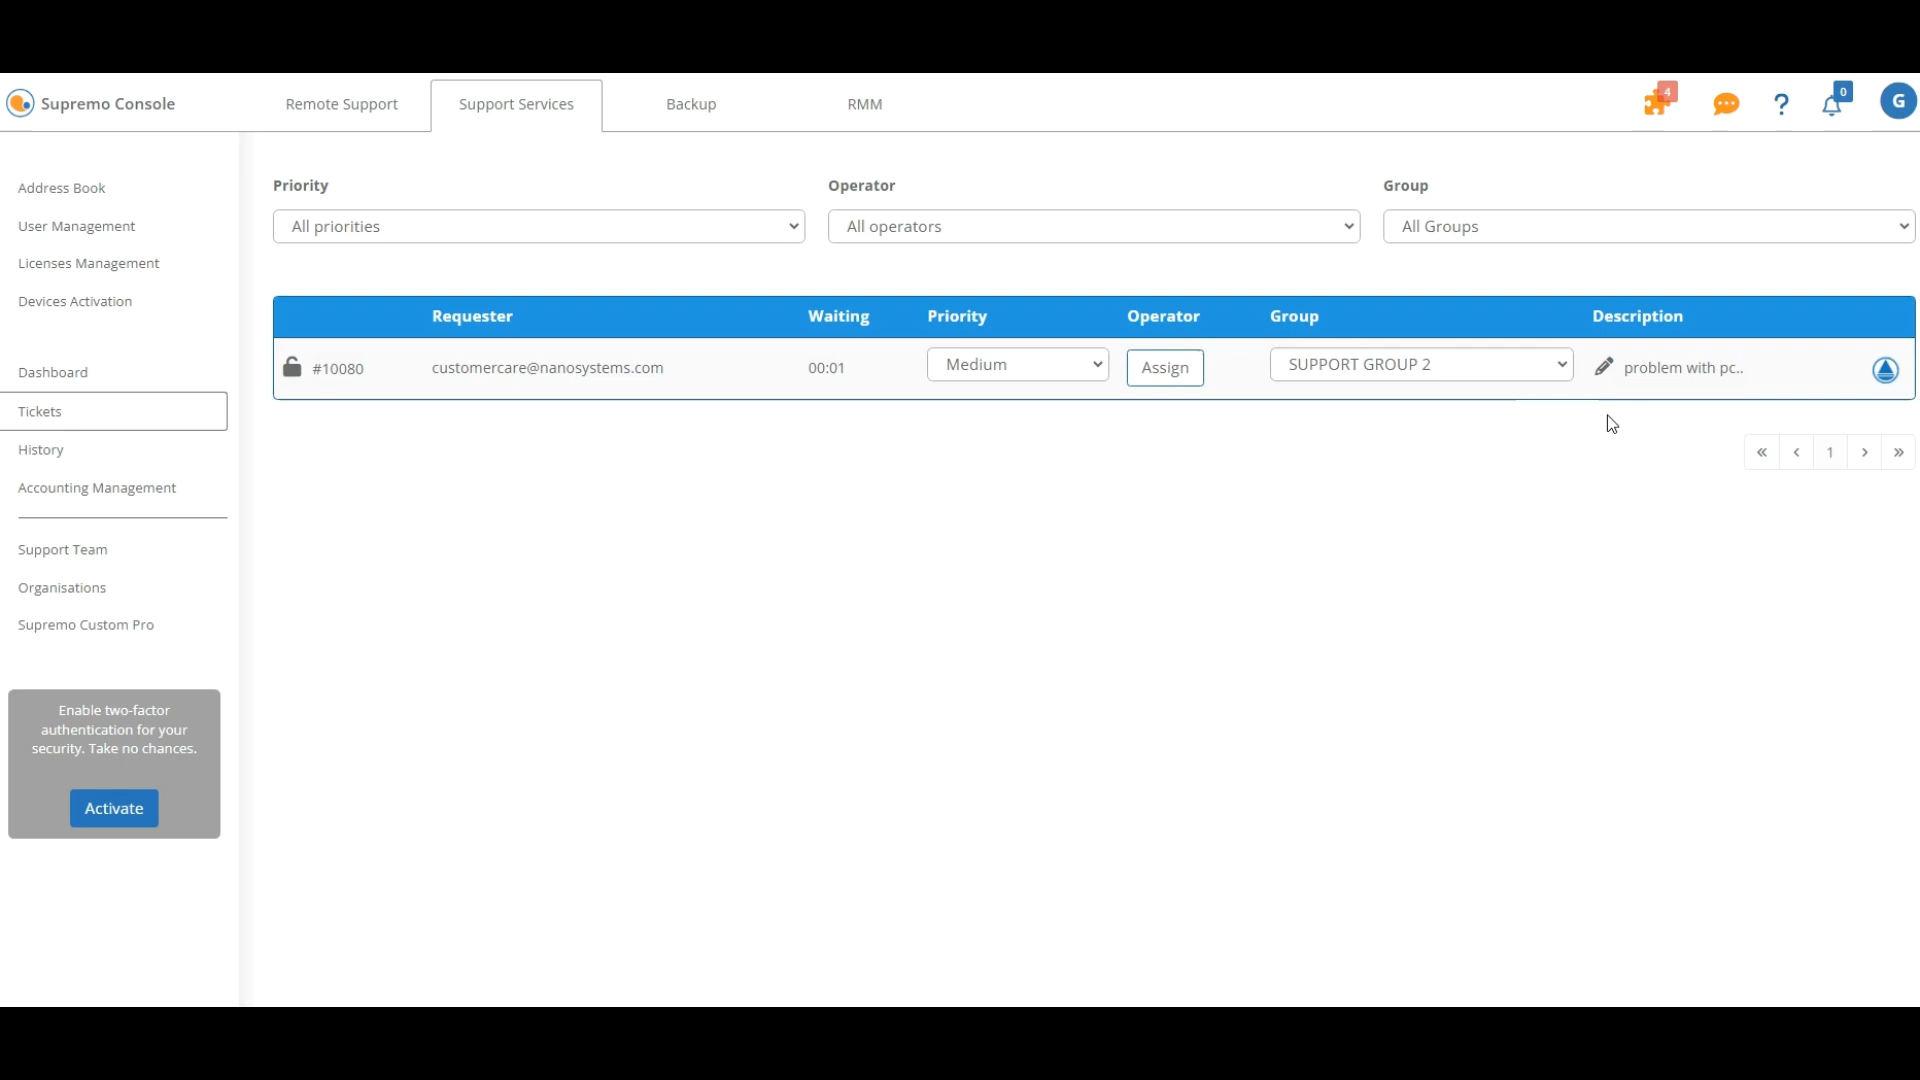 Supremo Console
Remote Support
Support Services
Backup
RMM
4
?
0
G
Address Book
User Management
Licenses Management
Devices Activation
Dashboard
Tickets
History
Accounting Management
Support Team
Organisations
Supremo Custom Pro
Enable two-factor
authentication for your
security. Take no chances.
Activate
Priority
Operator
Group
All priorities
All operators
All Groups
Requester
Waiting
Priority
Operator
Group
Description
#10080
customercare@nanosystems.com
00:01
Medium
Assign
SUPPORT GROUP 2
problem with pc..
« ‹ 1 › »